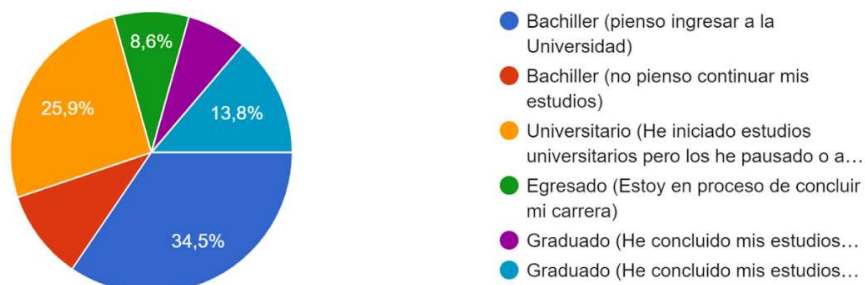 8,6%
25,9%
13,8%
34,5%
Bachiller (pienso ingresar a la
Universidad)
Bachiller (no pienso continuar mis
estudios)
Universitario (He iniciado estudios
universitarios pero los he pausado o a…
Egresado (Estoy en proceso de concluir
mi carrera)
Graduado (He concluido mis estudios…
Graduado (He concluido mis estudios…